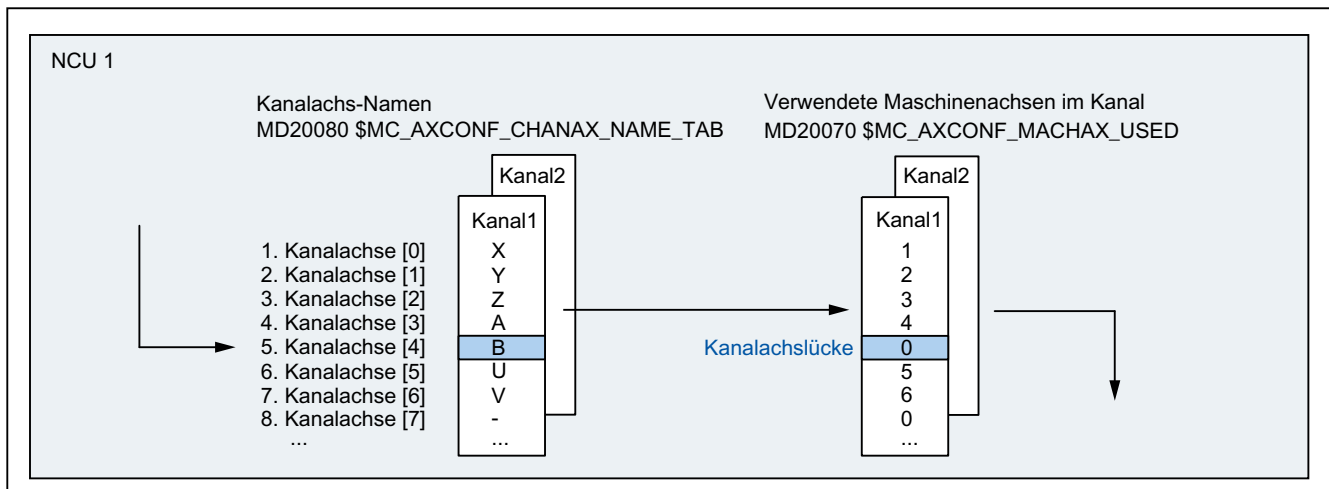 NCU 1
Kanalachs-Namen
MD20080 $MC_AXCONF_CHANAX_NAME_TAB
Verwendete Maschinenachsen im Kanal
MD20070 $MC_AXCONF_MACHAX_USED
Kanal2
Kanal2
Kanal1
Kanal1
1. Kanalachse [0] X 1
2. Kanalachse [1] Y 2
3. Kanalachse [2] Z 3
4. Kanalachse [3] A 4
5. Kanalachse [4] B Kanalachslücke 0
6. Kanalachse [5] U 5
7. Kanalachse [6] V 6
8. Kanalachse [7] - 0
... ... ...